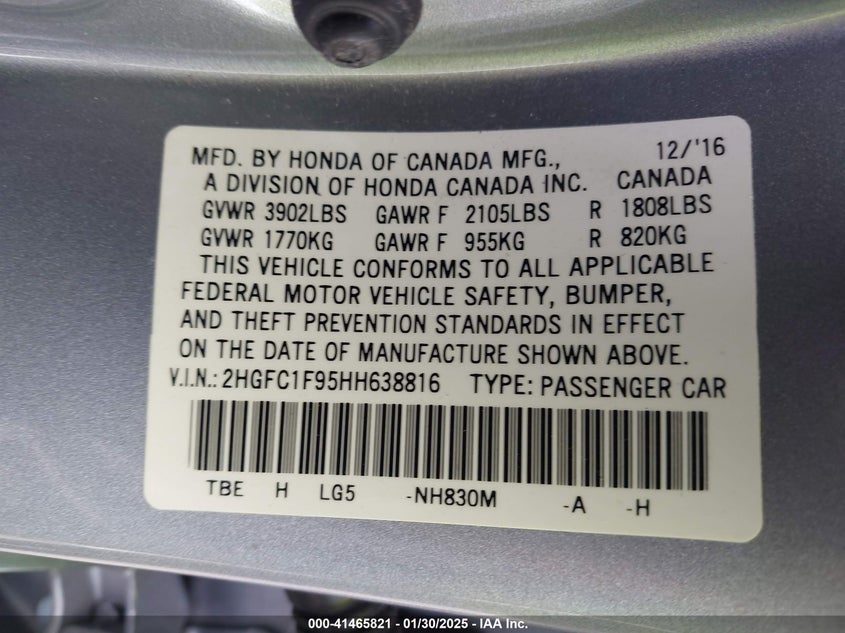 MFD. BY HONDA OF CANADA MFG., 12/'16
A DIVISION OF HONDA CANADA INC. CANADA
GVWR 3902LBS GAWR F 2105LBS R 1808LBS
GVWR 1770KG GAWR F 955KG R 820KG
THIS VEHICLE CONFORMS TO ALL APPLICABLE
FEDERAL MOTOR VEHICLE SAFETY, BUMPER,
AND THEFT PREVENTION STANDARDS IN EFFECT
ON THE DATE OF MANUFACTURE SHOWN ABOVE.
V.I.N.: 2HGFC1F95HH638816 TYPE: PASSENGER CAR
TBE H LG5 -NH830M -A -H
000-41465821 - 01/30/2025 - IAA Inc.